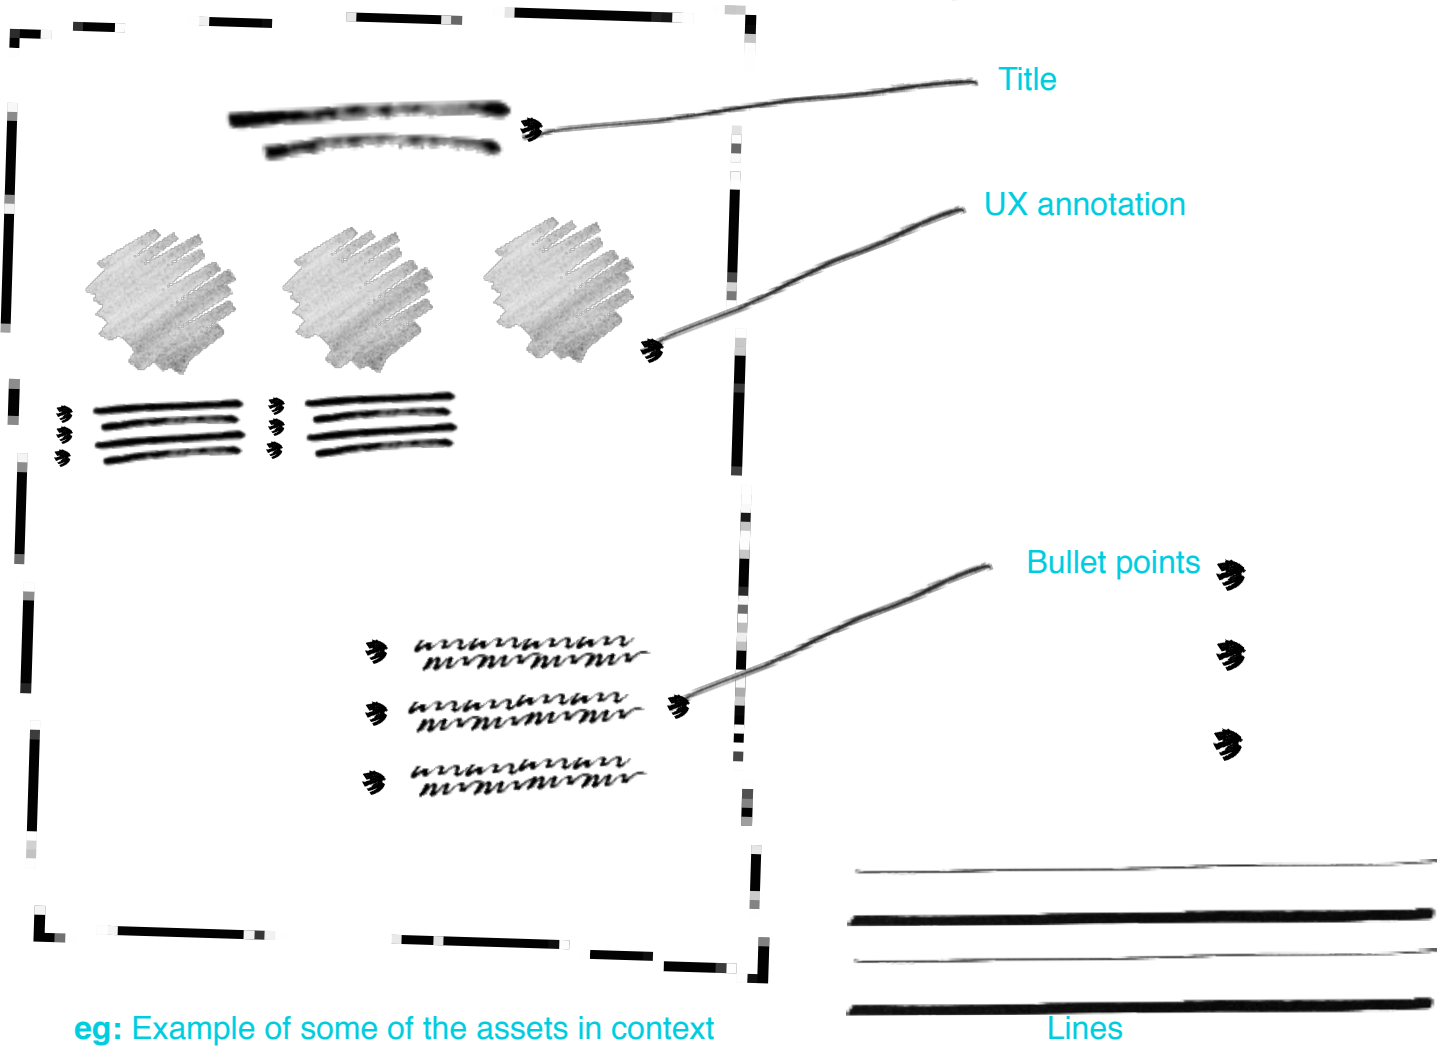 Title
UX annotation
Bullet points
eg: Example of some of the assets in context
Lines